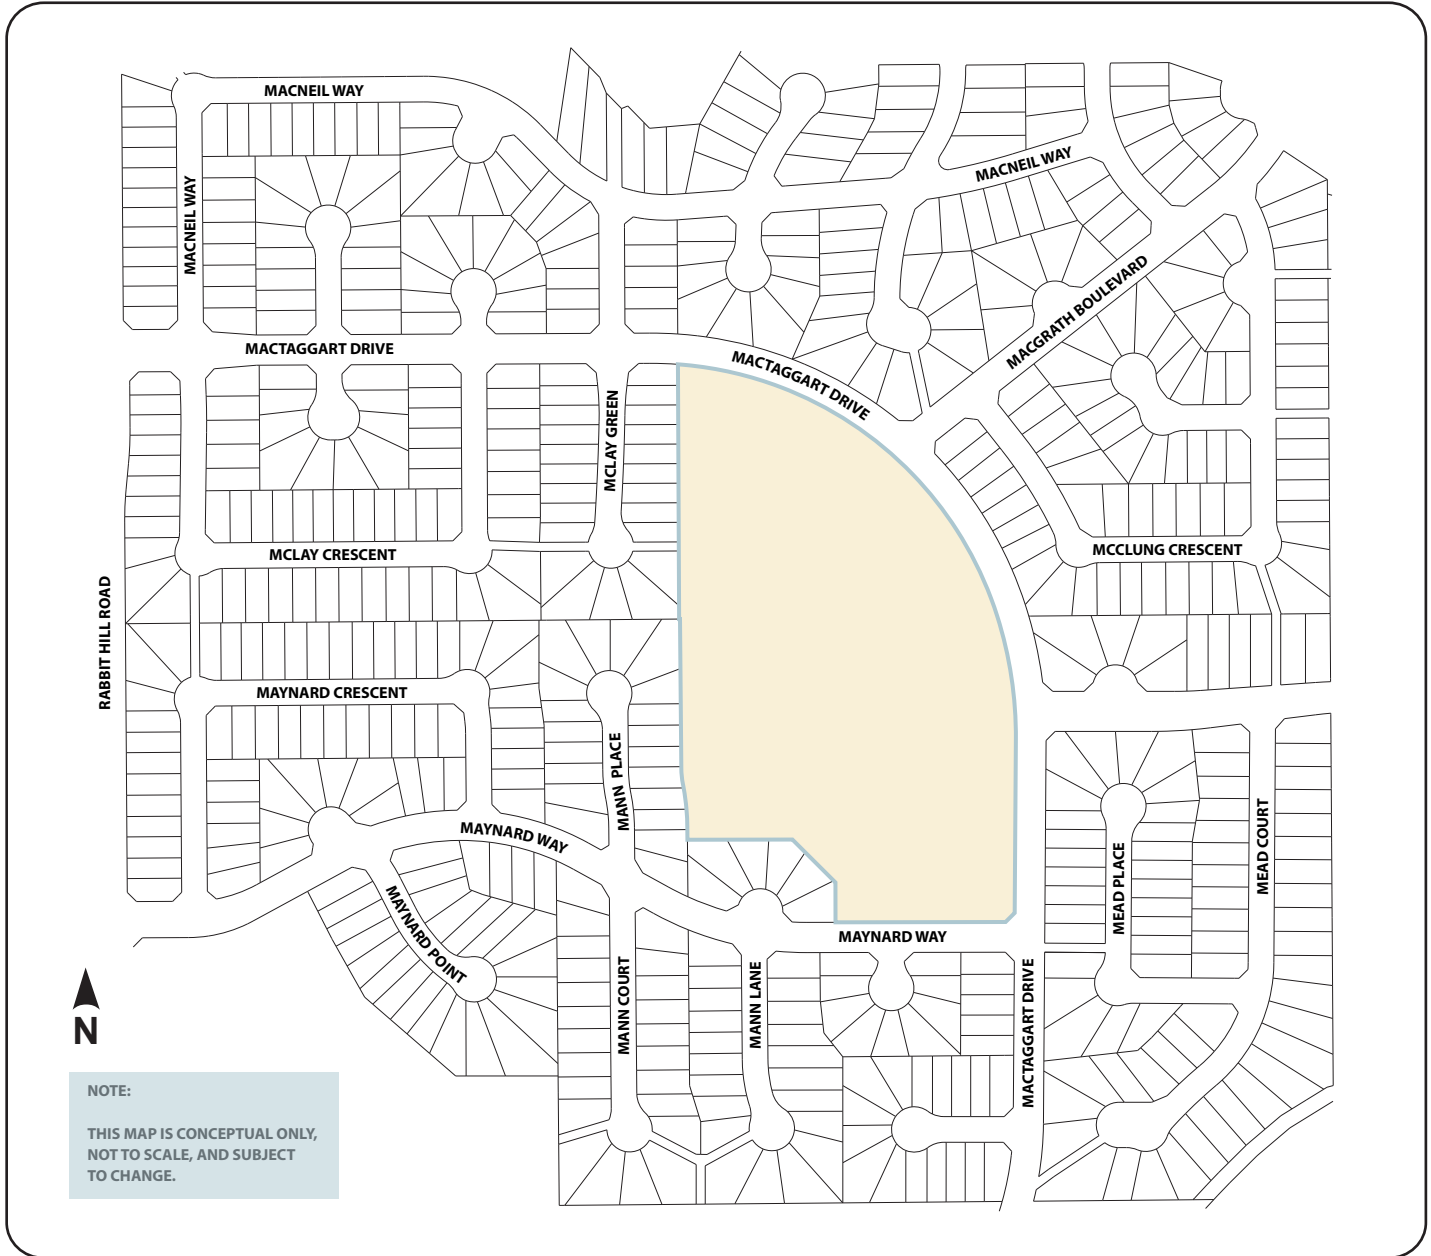 MACNEIL WAY
MACNEIL WAY
MACNEIL WAY
MACGRATH BOULEVARD
MACTAGGART DRIVE
MACTAGGART DRIVE
MCLAY GREEN
MCLAY CRESCENT
MCCLUNG CRESCENT
RABBIT HILL ROAD
MAYNARD CRESCENT
MANN PLACE
MAYNARD WAY
MEAD PLACE
MEAD COURT
MAYNARD POINT
MAYNARD WAY
MANN COURT
MANN LANE
MACTAGGART DRIVE
N
NOTE:
THIS MAP IS CONCEPTUAL ONLY,
NOT TO SCALE, AND SUBJECT
TO CHANGE.